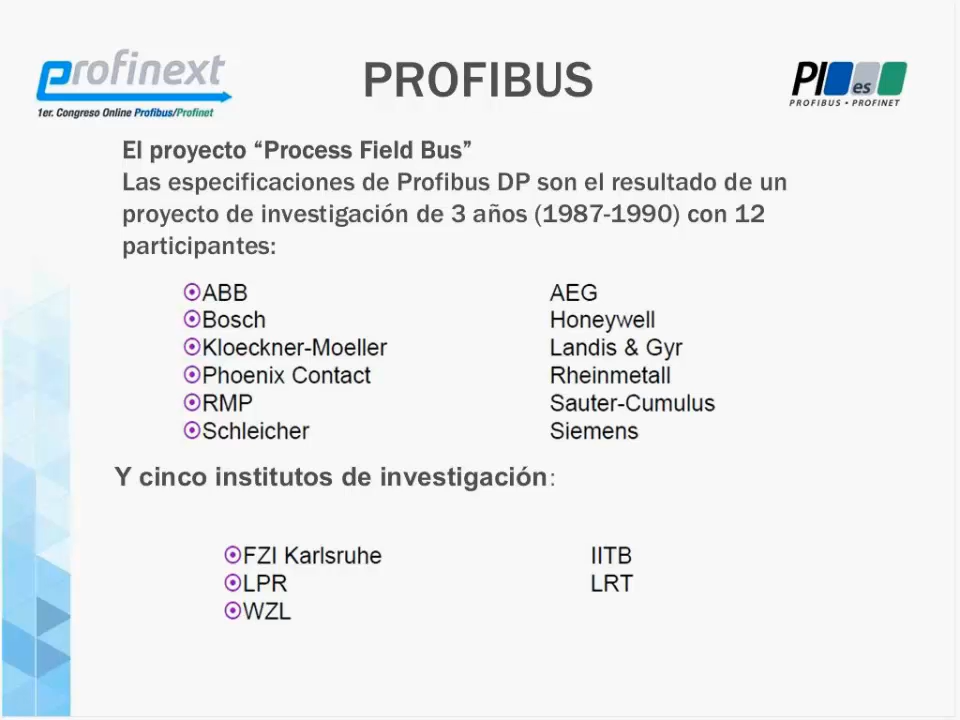 profinext
1er. Congreso Online Profibus/Profinet
PROFIBUS
PI es
PROFIBUS • PROFINET
El proyecto “Process Field Bus”
Las especificaciones de Profibus DP son el resultado de un
proyecto de investigación de 3 años (1987-1990) con 12
participantes:
ABB AEG
Bosch Honeywell
Kloeckner-Moeller Landis & Gyr
Phoenix Contact Rheinmetall
RMP Sauter-Cumulus
Schleicher Siemens
Y cinco institutos de investigación:
FZI Karlsruhe IITB
LPR LRT
WZL